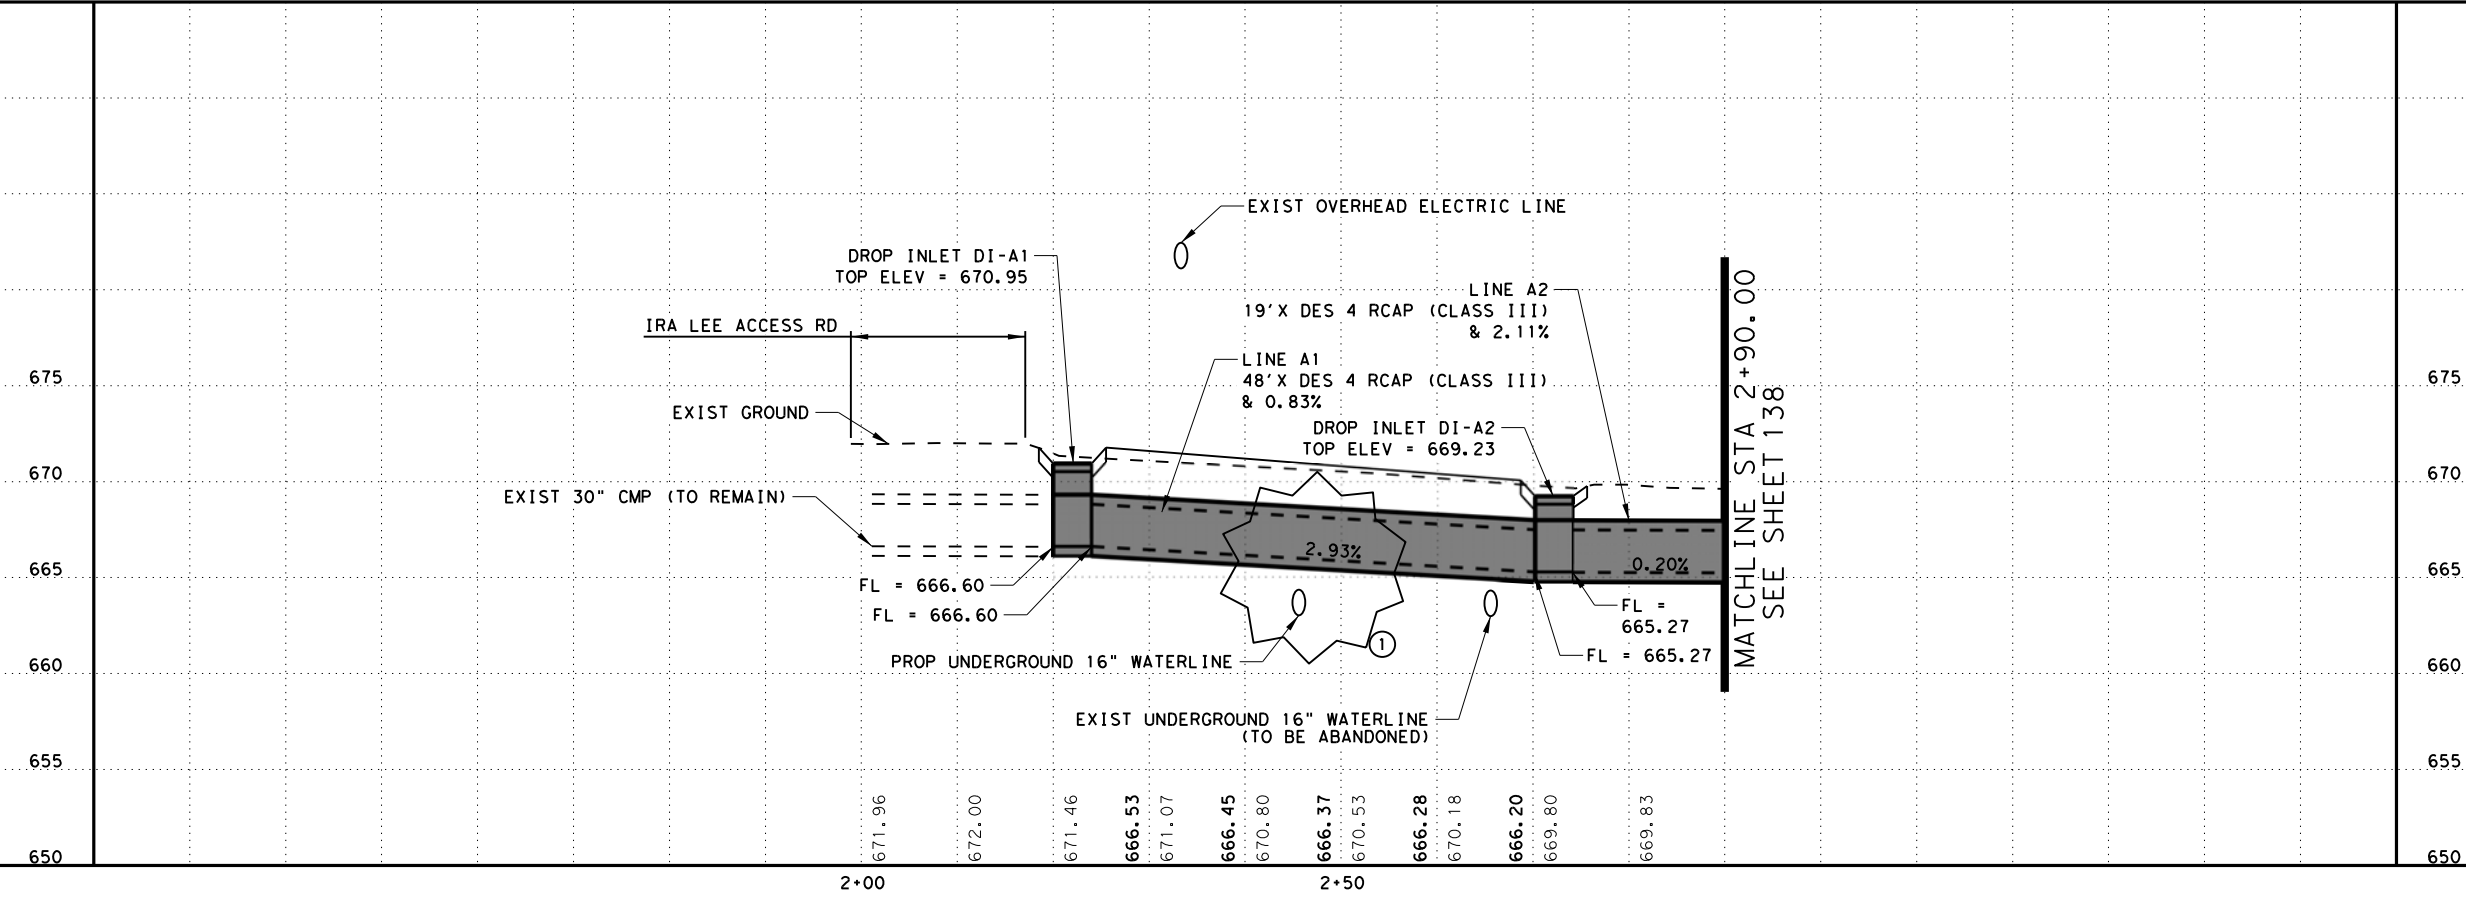 EXIST OVERHEAD ELECTRIC LINE
DROP INLET DI-A1
TOP ELEV = 670.95
LINE A2
19'X DES 4 RCAP (CLASS III)
& 2.11%
IRA LEE ACCESS RD
LINE A1
48'X DES 4 RCAP (CLASS III)
& 0.83%
675
675
EXIST GROUND
DROP INLET DI-A2
TOP ELEV = 669.23
670
670
EXIST 30" CMP (TO REMAIN)
2.93%
0.20%
665
665
FL = 666.60
FL = 666.60
FL =
665.27
FL = 665.27
1
PROP UNDERGROUND 16" WATERLINE
660
660
EXIST UNDERGROUND 16" WATERLINE
(TO BE ABANDONED)
MATCHLINE STA 2+90.00
SEE SHEET 138
655
655
671.96
672.00
671.46
666.53
671.07
666.45
670.80
666.37
670.53
666.28
670.18
666.20
669.80
669.83
650
650
2+00
2+50